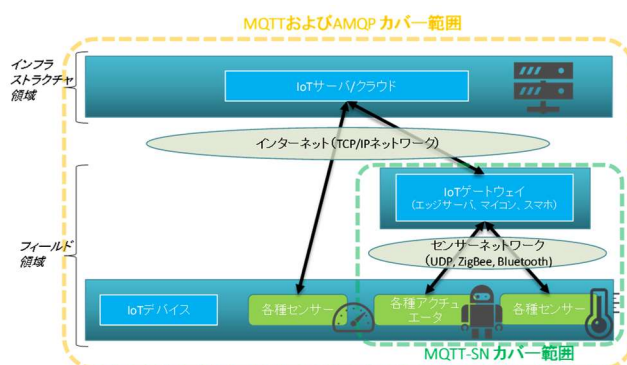 MQTTおよびAMQP カバー範囲
インフラ
ストラクチャ
領域
IoTサーバ/クラウド
インターネット(TCP/IPネットワーク)
IoTゲートウェイ
(エッジサーバ、マイコン、スマホ)
フィールド
領域
センサーネットワーク
(UDP, ZigBee, Bluetooth)
IoTデバイス
各種センサー
各種アクチュ
エータ
各種センサー
MQTT-SN カバー範囲